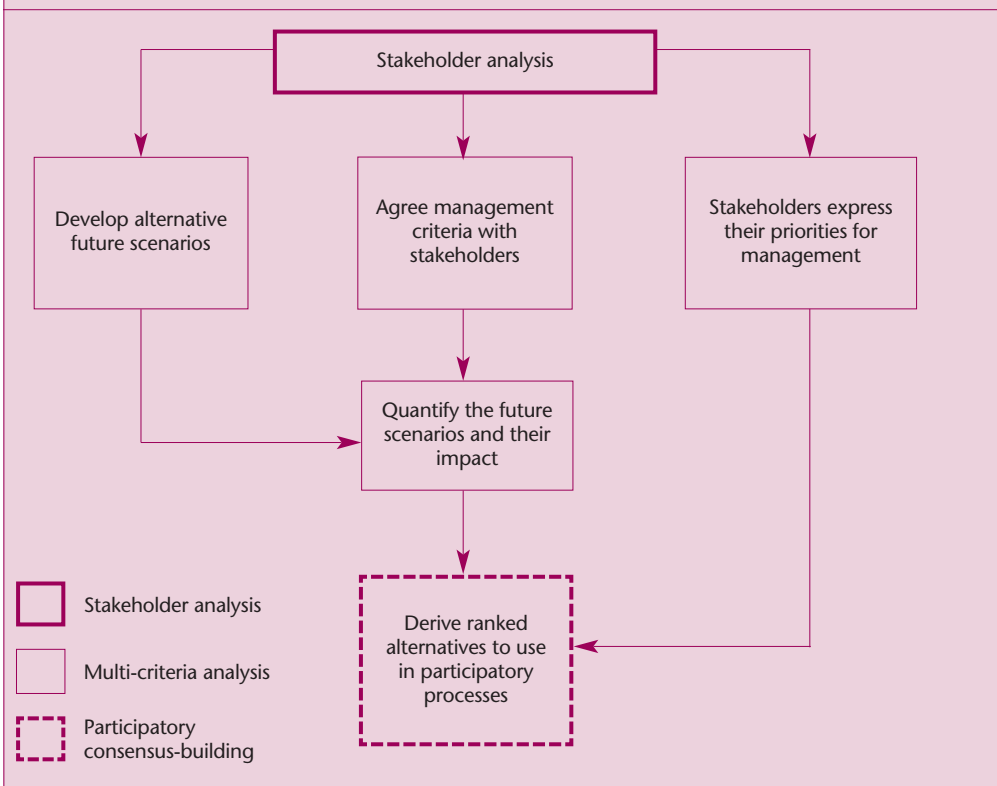 Stakeholder analysis
Develop alternative
future scenarios
Agree management
criteria with
stakeholders
Stakeholders express
their priorities for
management
Quantify the future
scenarios and their
impact
Derive ranked
alternatives to use
in participatory
processes
Stakeholder analysis
Multi-criteria analysis
Participatory
consensus-building